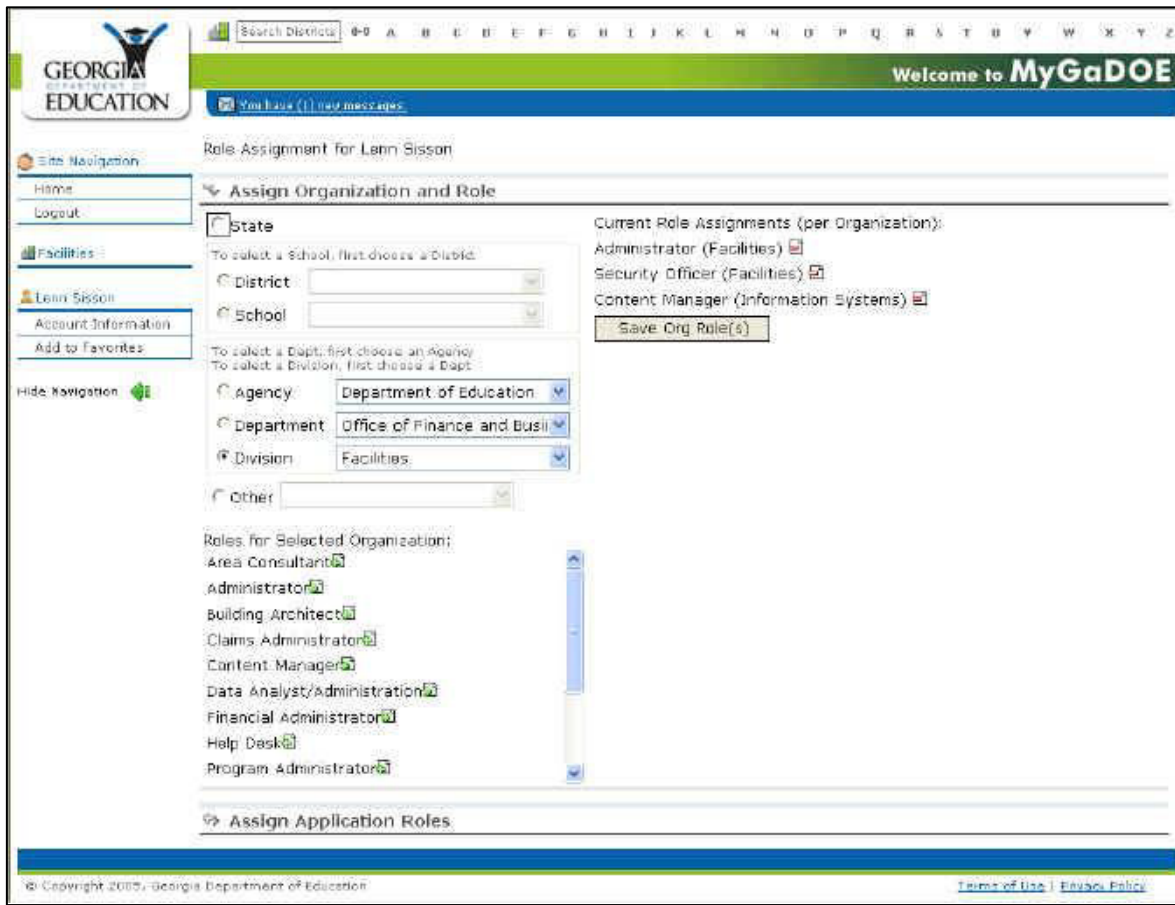 GEORGIA
DEPARTMENT OF
EDUCATION
Search Districts 0-9 A B C D E F G H I J K L M N O P Q R S T U V W X Y Z
Welcome to MyGaDOE
You have (1) new messages.
Site Navigation
Home
Logout
Facilities
Lenn Sisson
Account Information
Add to Favorites
Hide Navigation
Role Assignment for Lenn Sisson
Assign Organization and Role
State
To select a School, first choose a District
District
School
To select a Dept, first choose an Agency
To select a Division, first choose a Dept
Agency Department of Education
Department Office of Finance and Busi
Division Facilities
Other
Roles for Selected Organization:
Area Consultant
Administrator
Building Architect
Claims Administrator
Content Manager
Data Analyst/Administration
Financial Administrator
Help Desk
Program Administrator
Current Role Assignments (per Organization):
Administrator (Facilities)
Security Officer (Facilities)
Content Manager (Information Systems)
Save Org Role(s)
Assign Application Roles
© Copyright 2005, Georgia Department of Education
Terms of Use | Privacy Policy